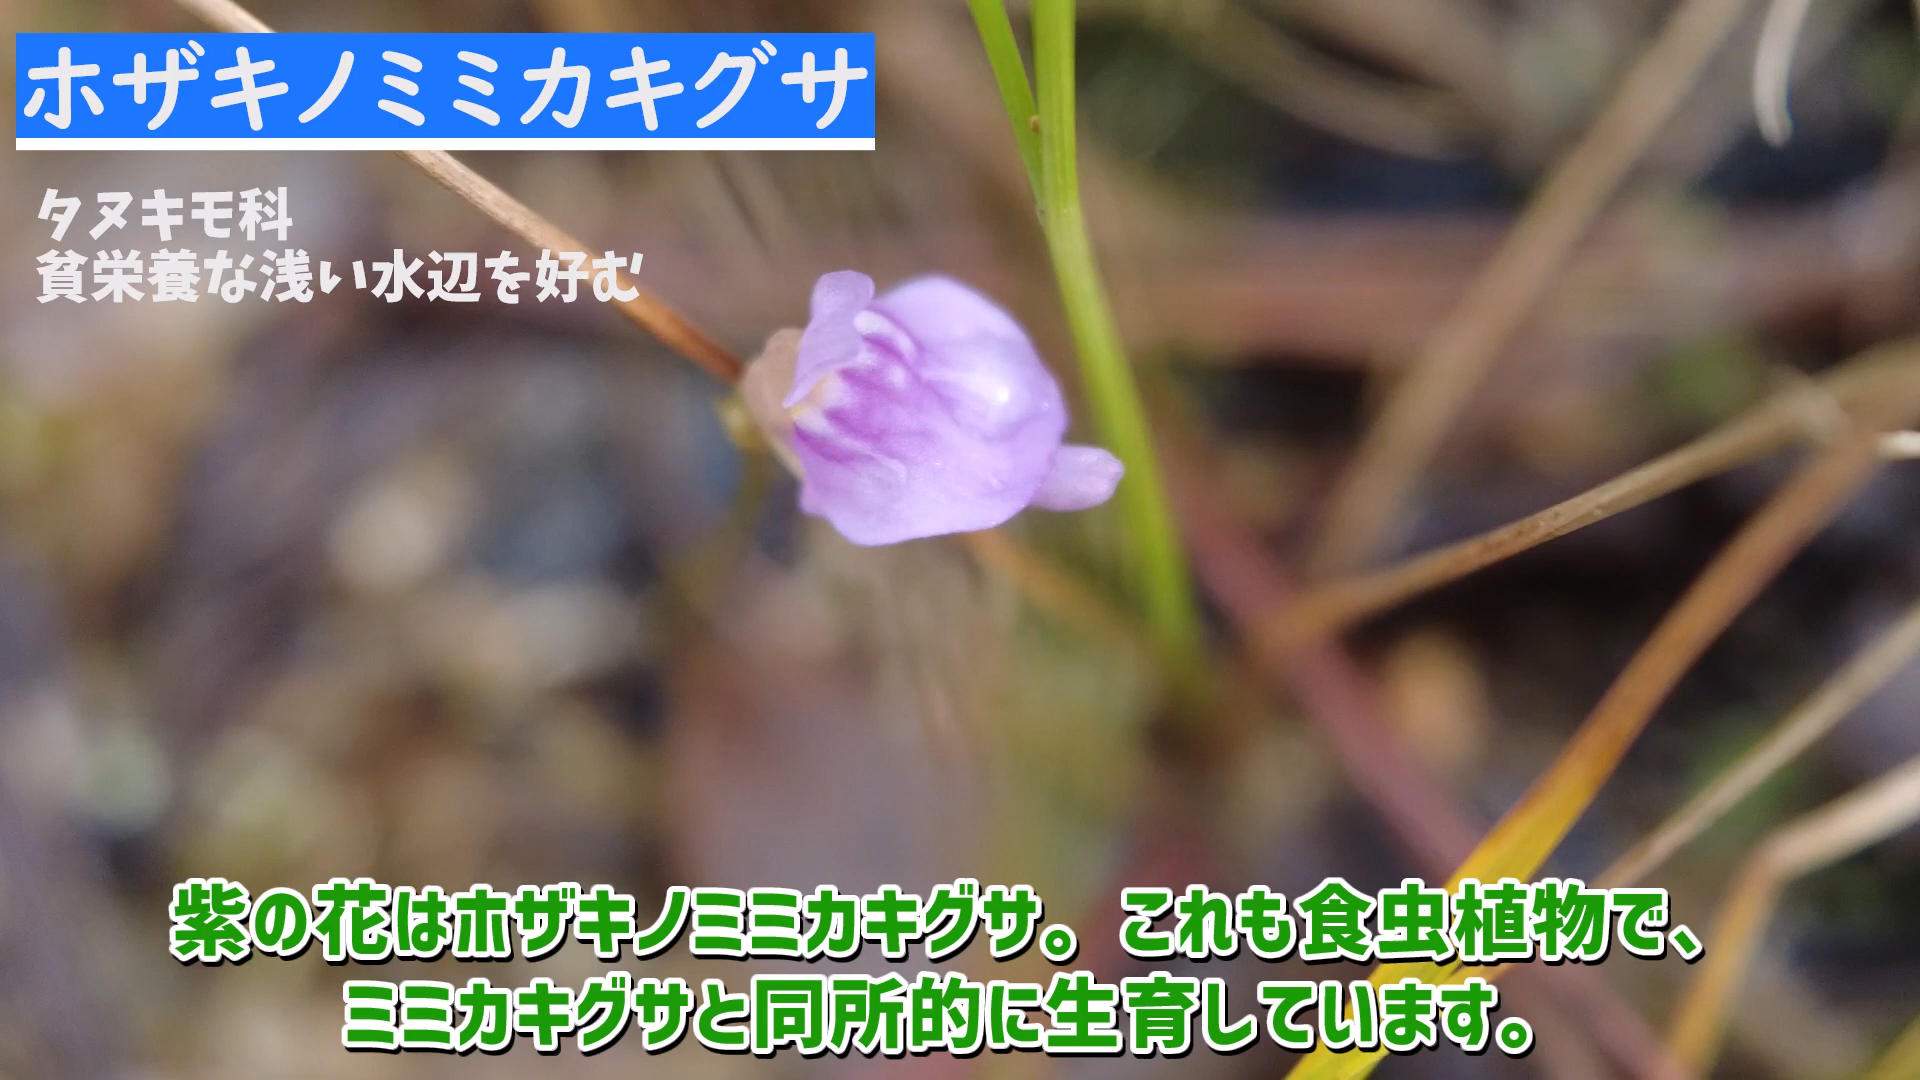 ホザキノミミカキグサ
タヌキモ科
貧栄養な浅い水辺を好む
紫の花はホザキノミミカキグサ。これも食虫植物で、
ミミカキグサと同所的に生育しています。